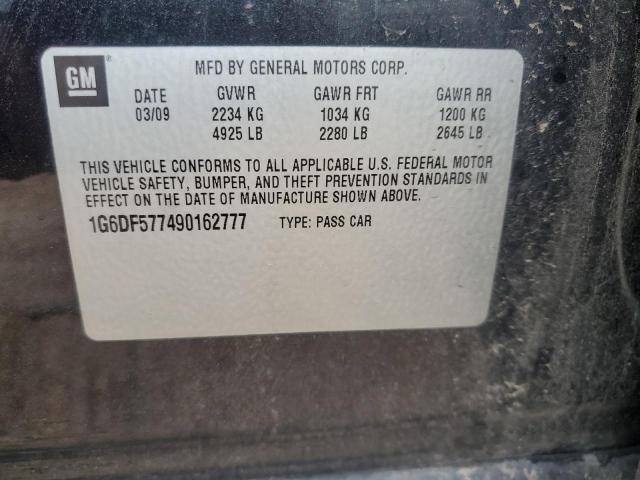 GM®
MFD BY GENERAL MOTORS CORP.
DATE GVWR GAWR FRT GAWR RR
03/09 2234 KG 1034 KG 1200 KG
4925 LB 2280 LB 2645 LB
THIS VEHICLE CONFORMS TO ALL APPLICABLE U.S. FEDERAL MOTOR
VEHICLE SAFETY, BUMPER, AND THEFT PREVENTION STANDARDS IN
EFFECT ON THE DATE OF MANUFACTURE SHOWN ABOVE.
1G6DF577490162777 TYPE: PASS CAR